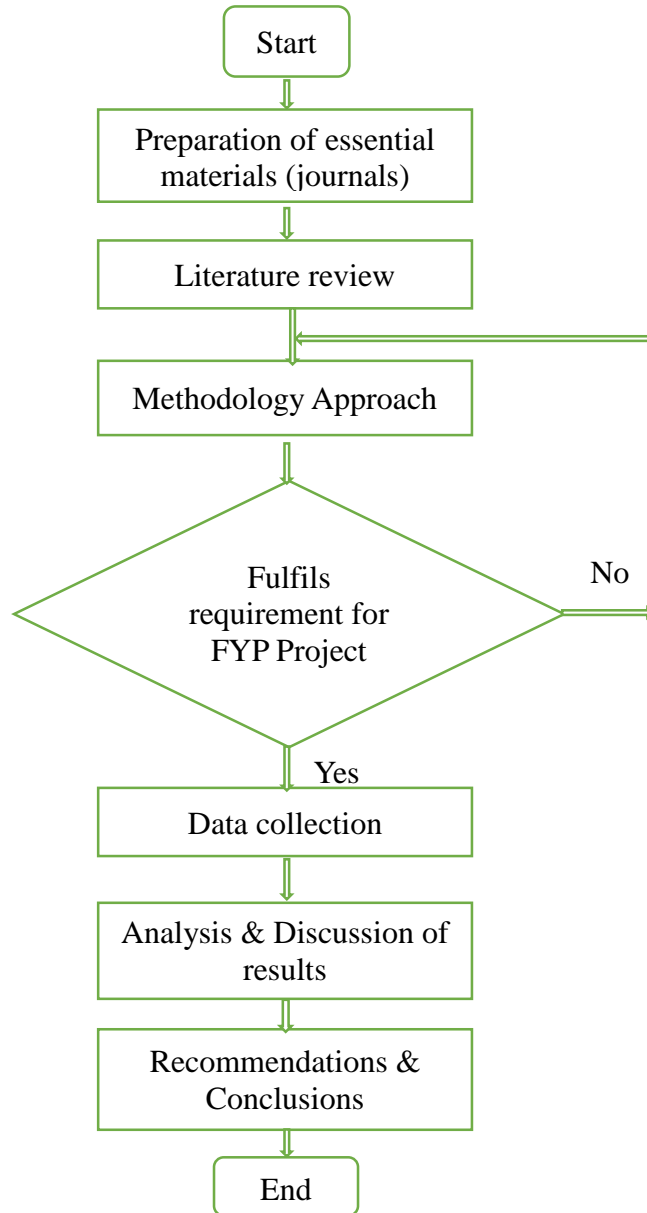 Start
Preparation of essential
materials (journals)
Literature review
Methodology Approach
Fulfils
requirement for
FYP Project
No
Yes
Data collection
Analysis & Discussion of
results
Recommendations &
Conclusions
End